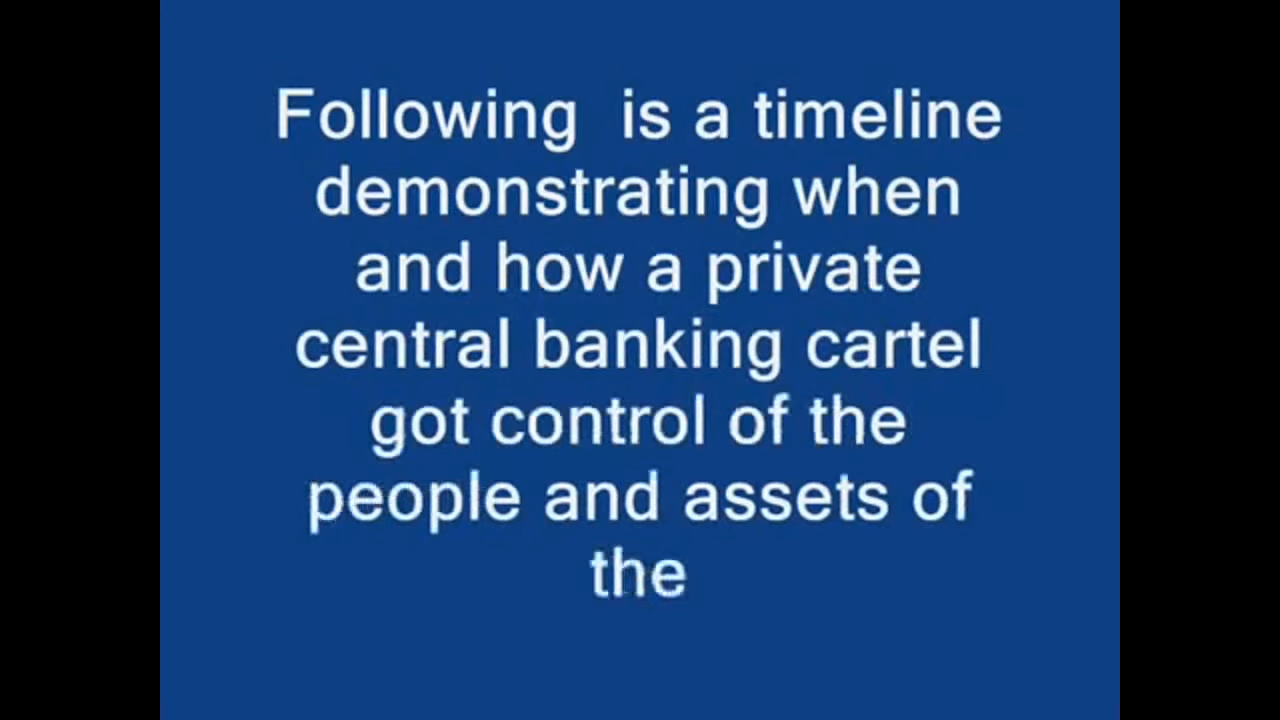 Following  is a timeline
demonstrating when
and how a private
central banking cartel
got control of the
people and assets of
the